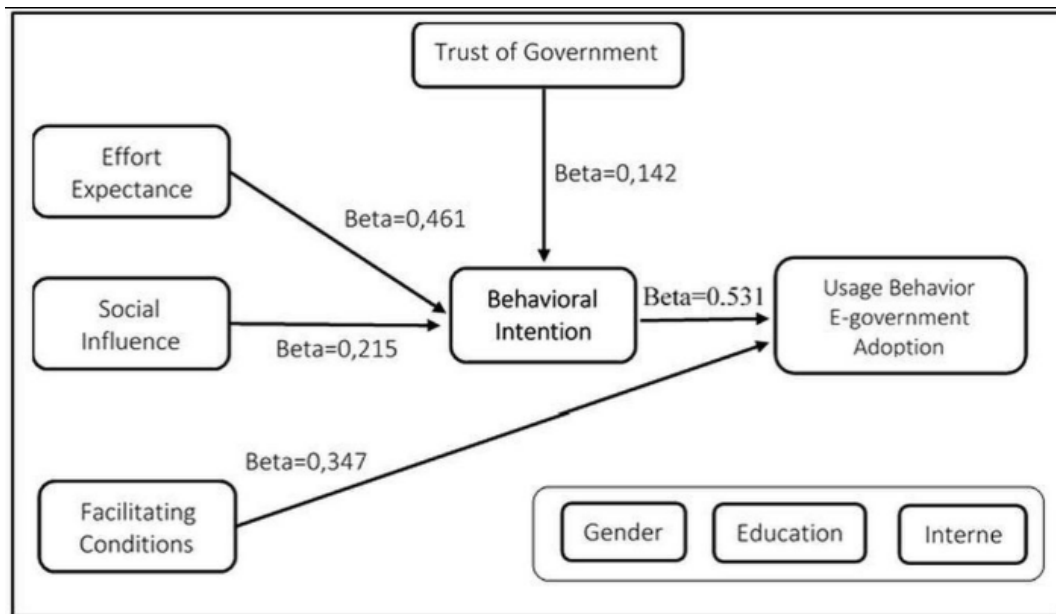 Trust of Government
Effort
Expectance
Beta=0,142
Beta=0,461
Social
Influence
Behavioral
Intention
Beta=0.531
Usage Behavior
E-government
Adoption
Beta=0,215
Beta=0,347
Facilitating
Conditions
Gender
Education
Interne